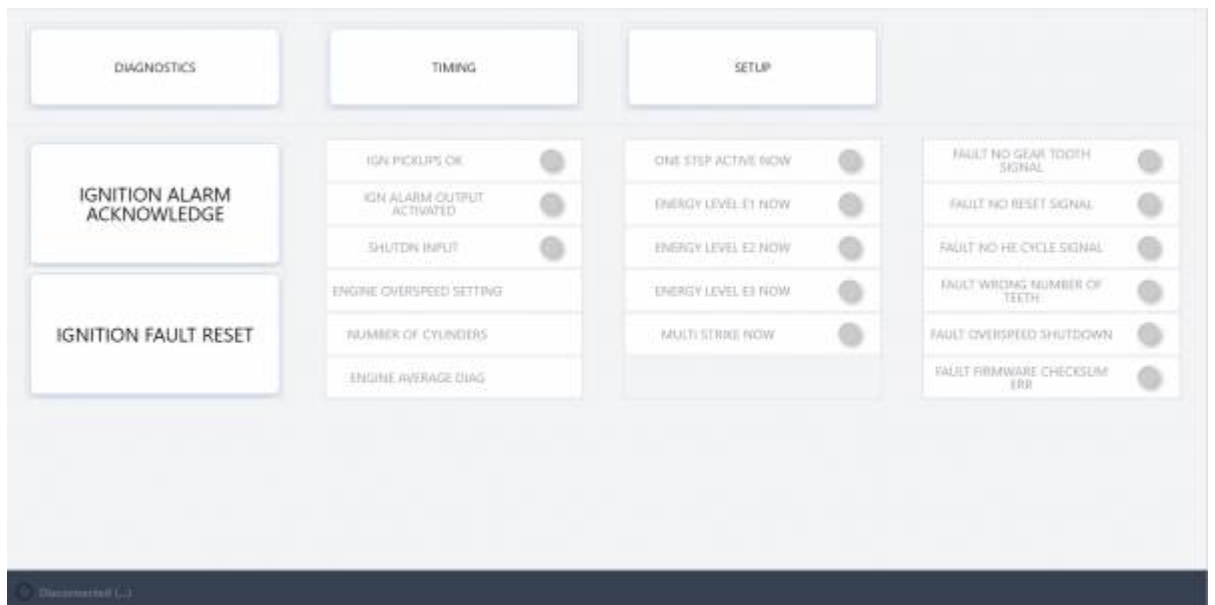 DIAGNOSTICS
TIMING
SETUP
IGNITION ALARM
ACKNOWLEDGE
IGNITION FAULT RESET
IGN PICKUPS OK
IGN ALARM OUTPUT
ACTIVATED
SHUTDN INPUT
ENGINE OVERSPEED SETTING
NUMBER OF CYLINDERS
ENGINE AVERAGE DIAG
ONE STEP ACTIVE NOW
ENERGY LEVEL E1 NOW
ENERGY LEVEL E2 NOW
ENERGY LEVEL E3 NOW
MULTI STRIKE NOW
FAULT NO GEAR TOOTH
SIGNAL
FAULT NO RESET SIGNAL
FAULT NO HE CYCLE SIGNAL
FAULT WRONG NUMBER OF
TEETH
FAULT OVERSPEED SHUTDOWN
FAULT FIRMWARE CHECKSUM
ERR
Disconnected (...)